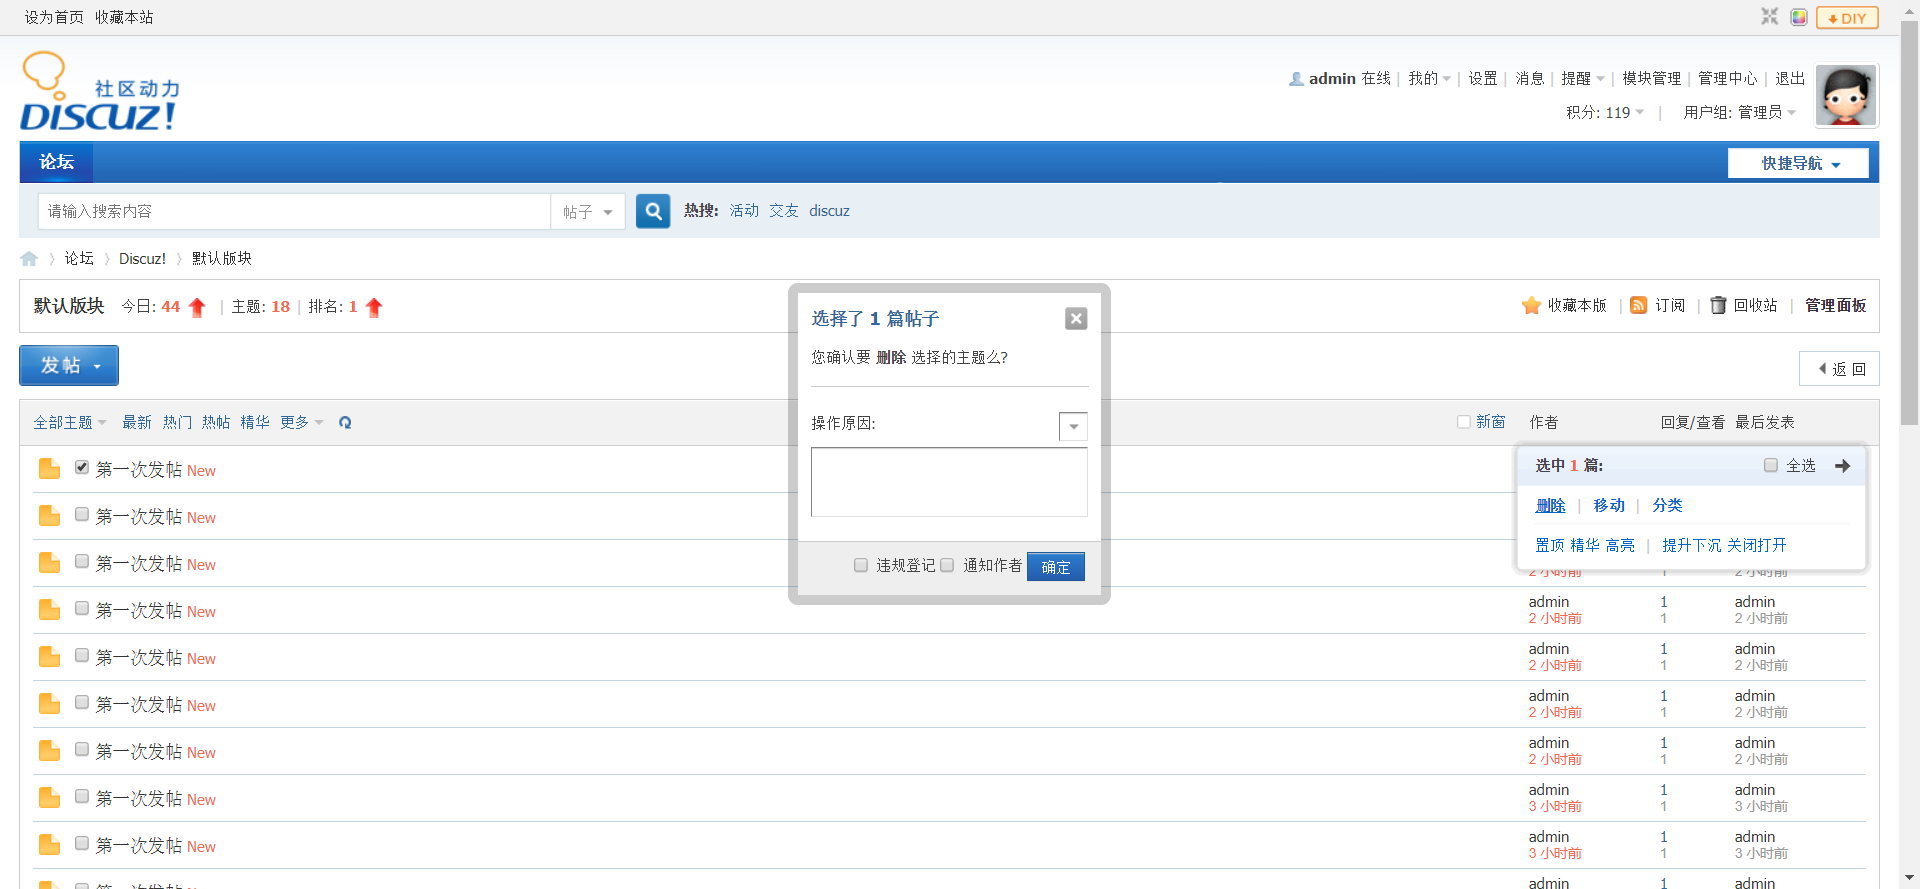 设为首页 收藏本站
DIY
社区动力
DISCUZ!
admin 在线 | 我的 | 设置 | 消息 | 提醒 | 模块管理 | 管理中心 | 退出
积分: 119 | 用户组: 管理员
论坛
快捷导航
请输入搜索内容 帖子 热搜: 活动 交友 discuz
论坛 〉 Discuz! 〉 默认版块
默认版块 今日: 44 | 主题: 18 | 排名: 1
收藏本版 | 订阅 | 回收站 | 管理面板
发帖
返 回
全部主题 最新 热门 热帖 精华 更多
新窗 作者 回复/查看 最后发表
选择了 1 篇帖子
您确认要 删除 选择的主题么?
操作原因:
违规登记 通知作者 确定
选中 1 篇: 全选
删除 | 移动 | 分类
置顶 精华 高亮 | 提升下沉 关闭打开
第一次发帖 New
第一次发帖 New
第一次发帖 New
2 小时前 1 2 小时前
第一次发帖 New admin 1 admin
2 小时前 1 2 小时前
第一次发帖 New admin 1 admin
2 小时前 1 2 小时前
第一次发帖 New admin 1 admin
2 小时前 1 2 小时前
第一次发帖 New admin 1 admin
2 小时前 1 2 小时前
第一次发帖 New admin 1 admin
3 小时前 1 3 小时前
第一次发帖 New admin 1 admin
3 小时前 1 3 小时前
admin 1 admin